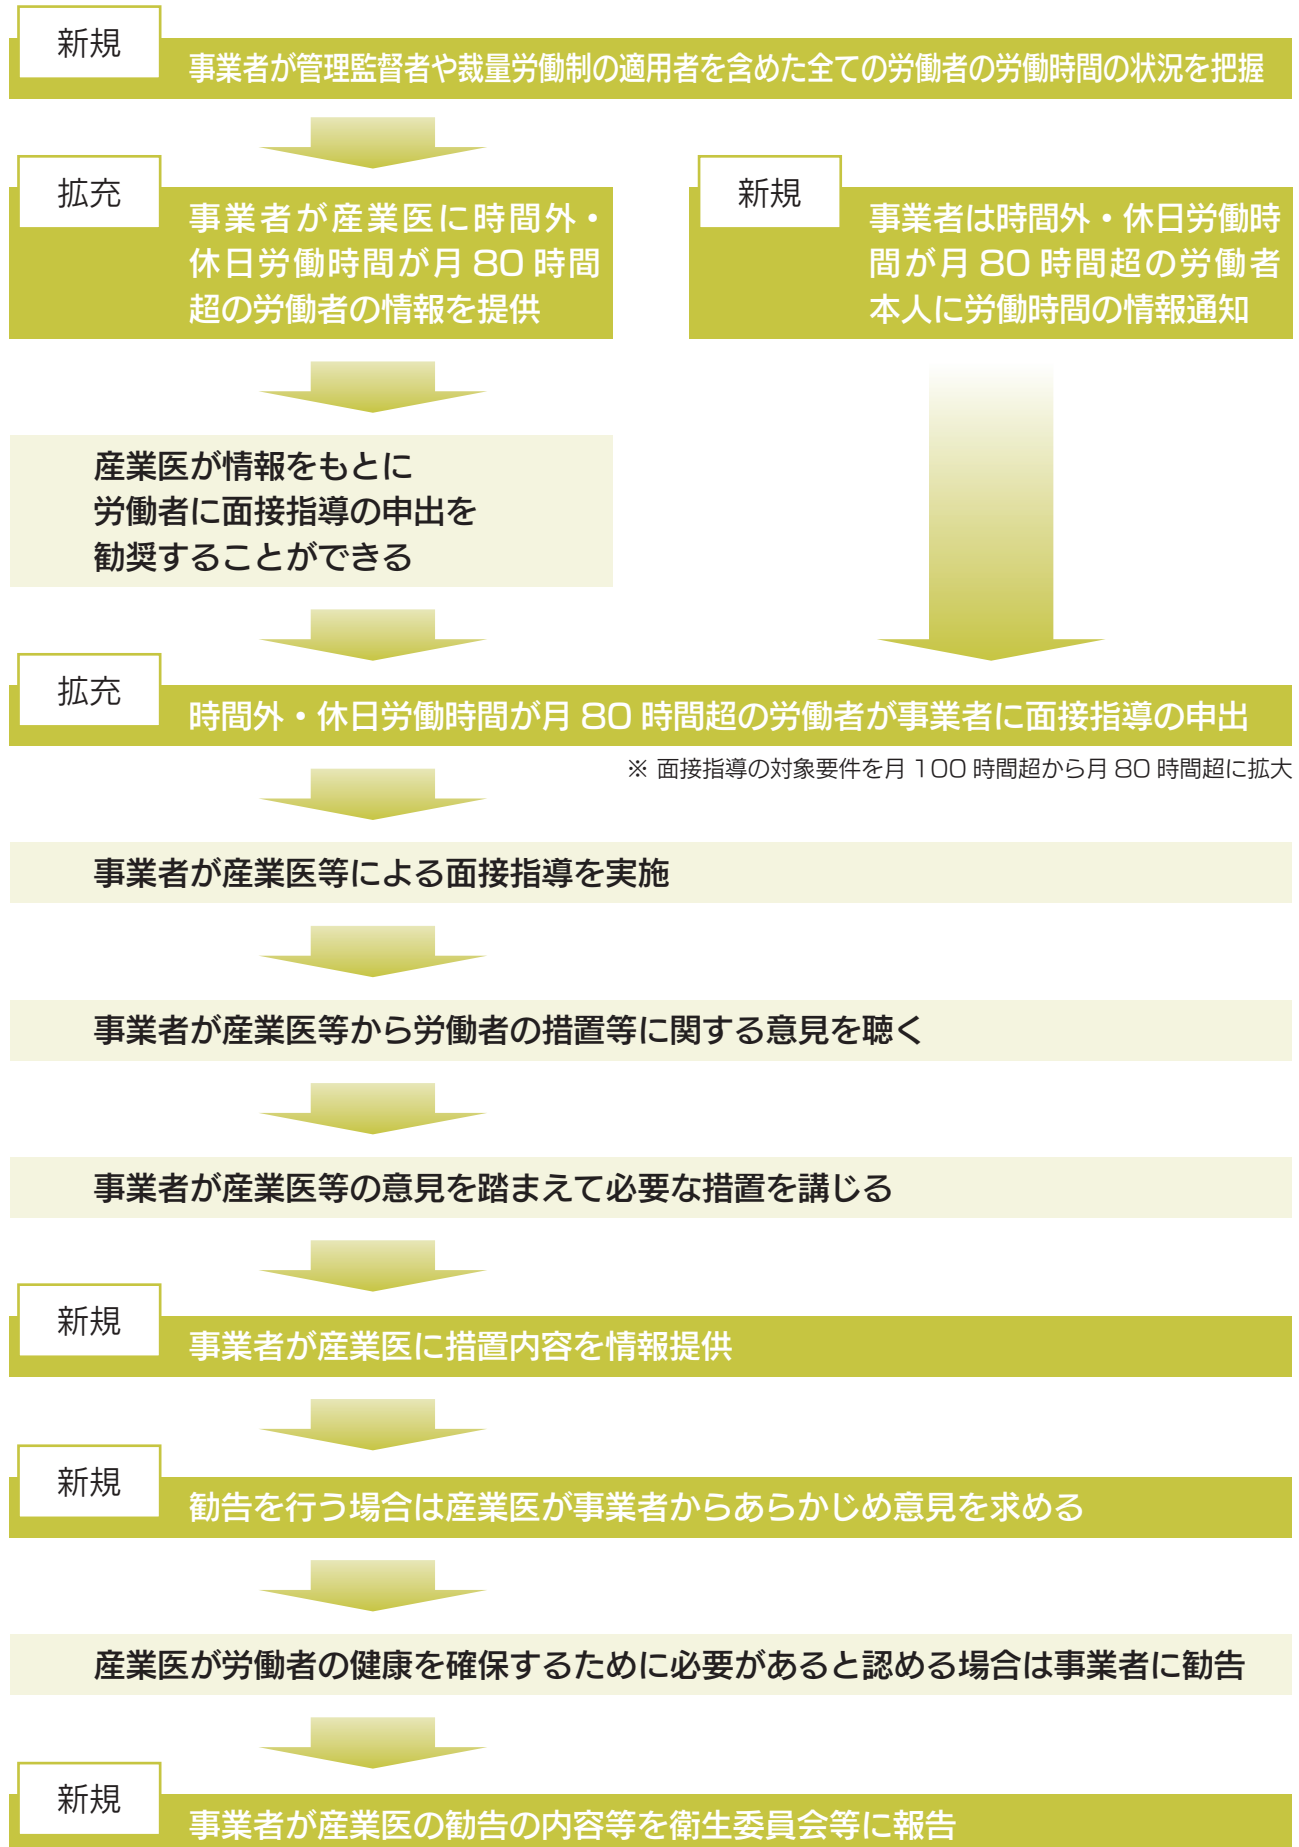 新規
事業者が管理監督者や裁量労働制の適用者を含めた全ての労働者の労働時間の状況を把握
拡充
事業者が産業医に時間外・
休日労働時間が月80時間
超の労働者の情報を提供
新規
事業者は時間外・休日労働時
間が月80時間超の労働者
本人に労働時間の情報通知
産業医が情報をもとに
労働者に面接指導の申出を
勧奨することができる
拡充
時間外・休日労働時間が月80時間超の労働者が事業者に面接指導の申出
※ 面接指導の対象要件を月100時間超から月80時間超に拡大
事業者が産業医等による面接指導を実施
事業者が産業医等から労働者の措置等に関する意見を聴く
事業者が産業医等の意見を踏まえて必要な措置を講じる
新規
事業者が産業医に措置内容を情報提供
新規
勧告を行う場合は産業医が事業者からあらかじめ意見を求める
産業医が労働者の健康を確保するために必要があると認める場合は事業者に勧告
新規
事業者が産業医の勧告の内容等を衛生委員会等に報告